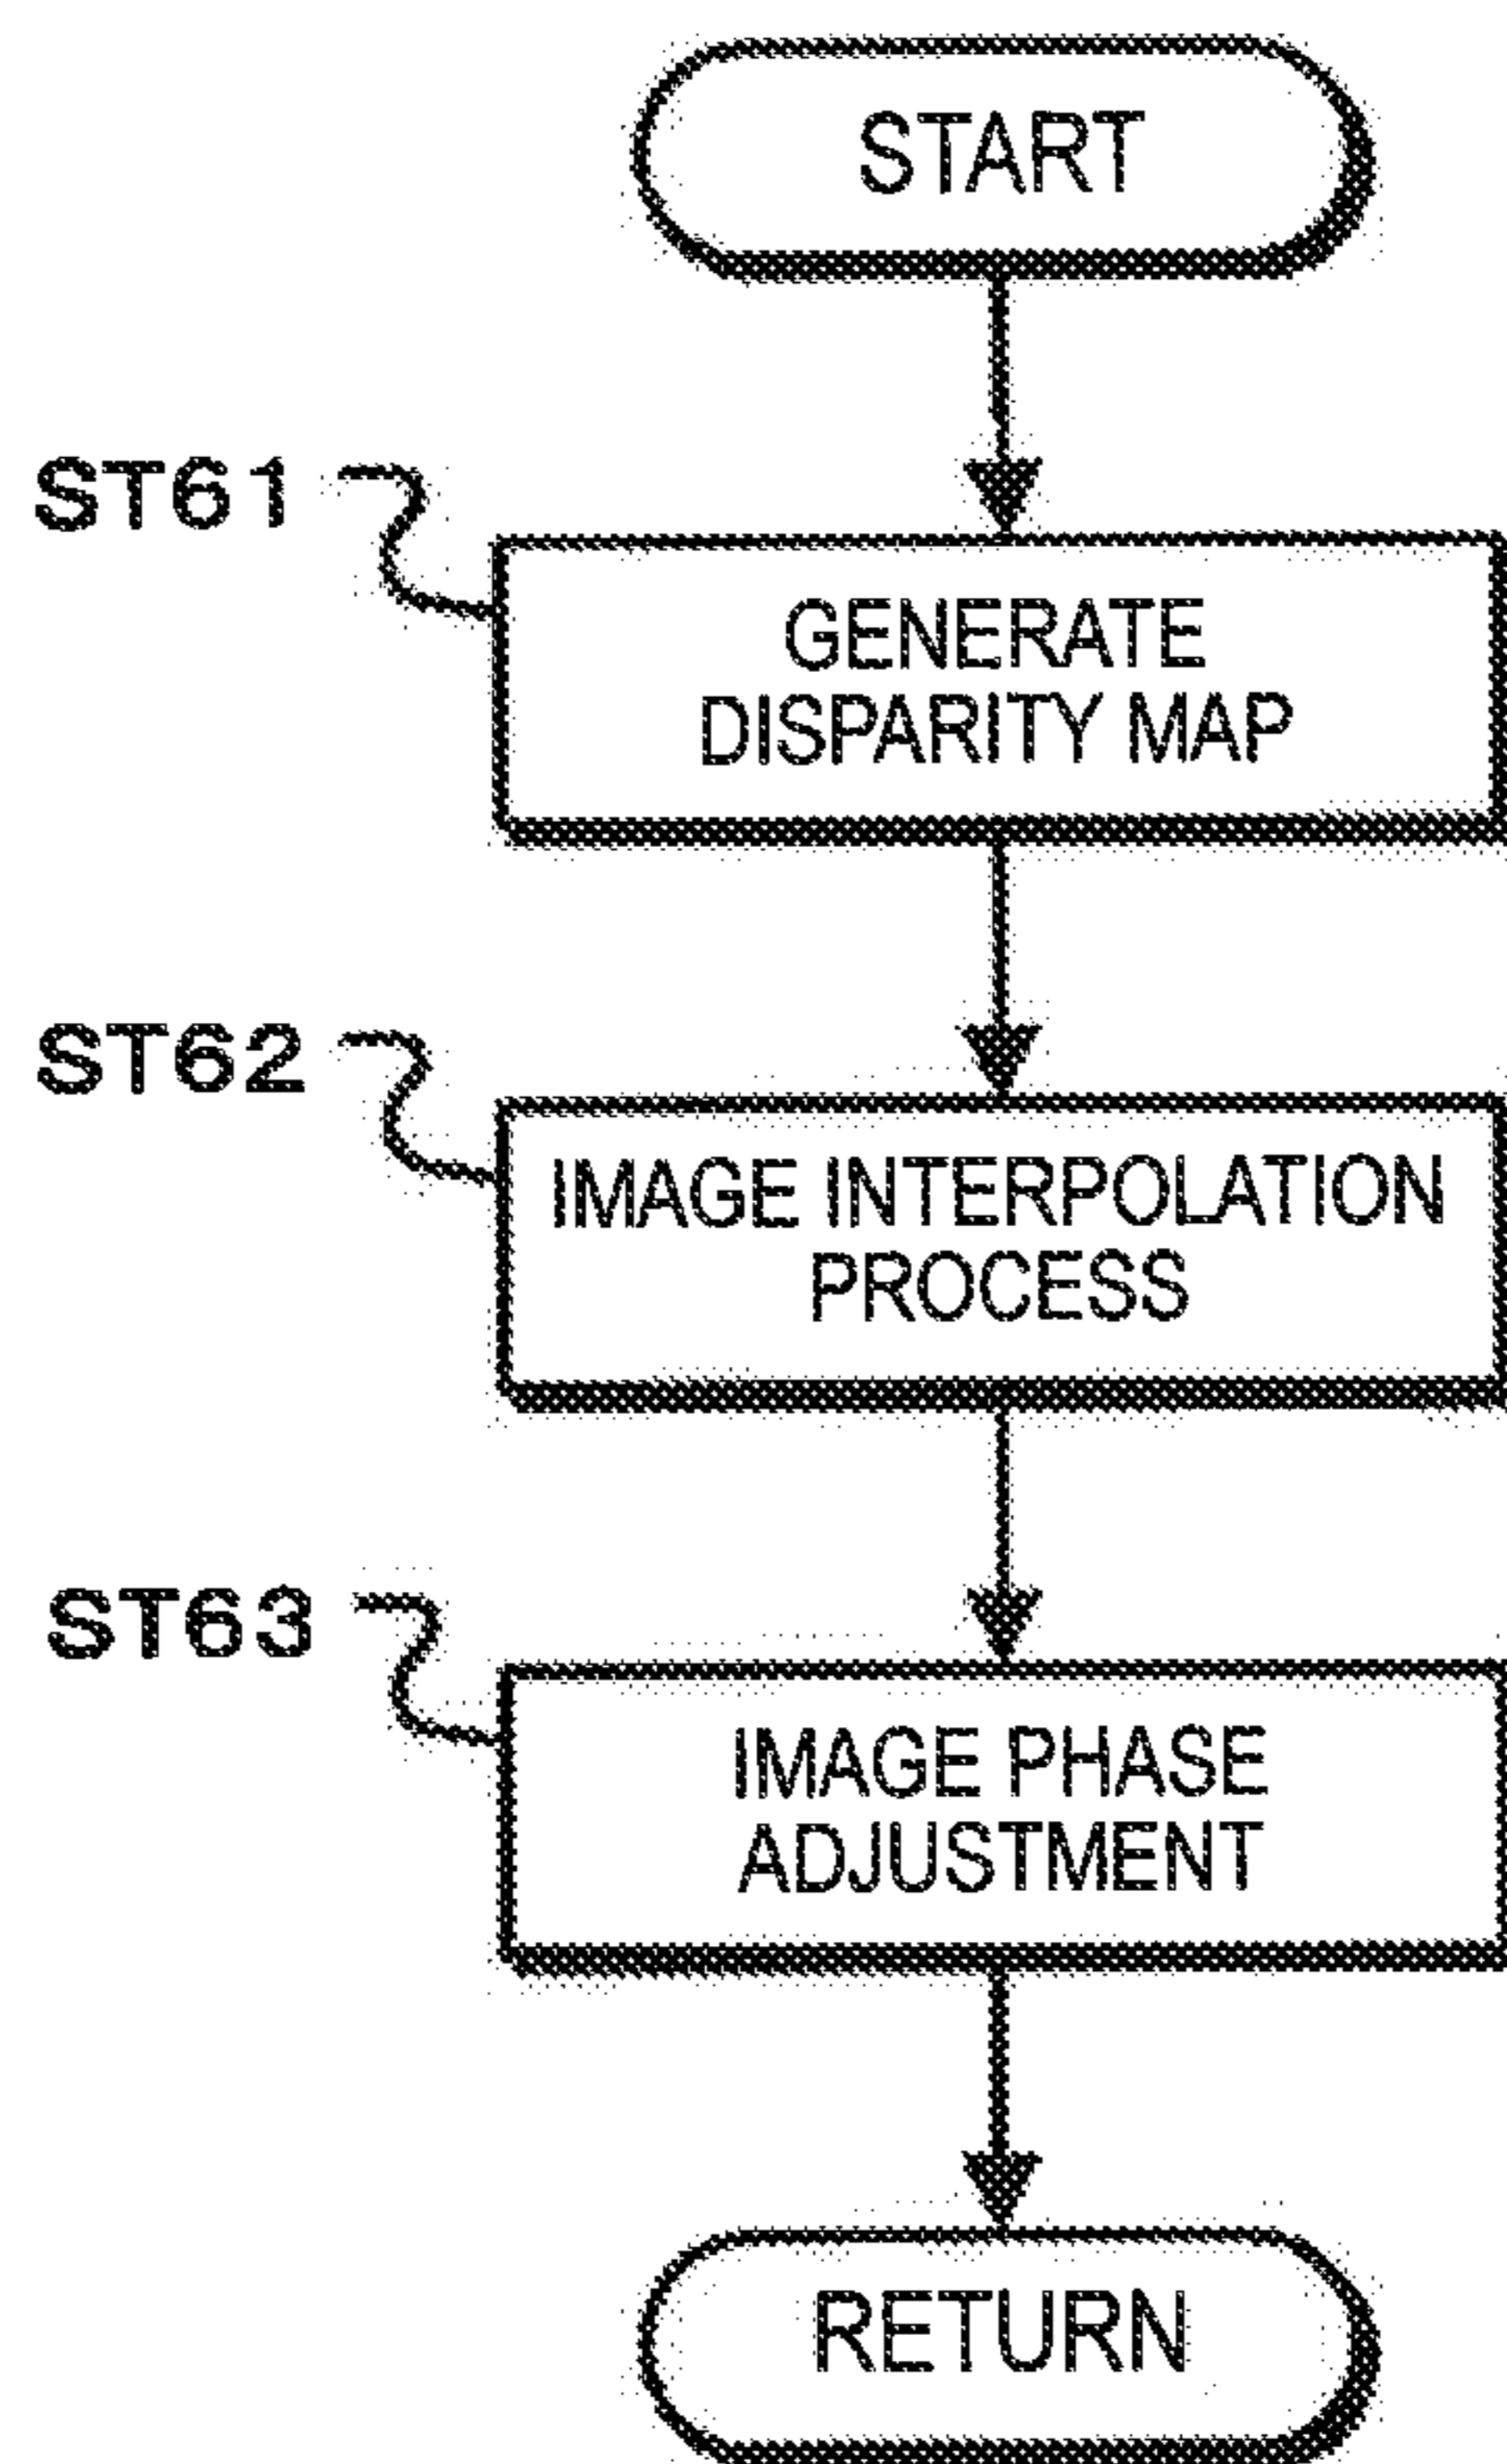 START
ST61
GENERATE
DISPARITY MAP
ST62
IMAGE INTERPOLATION
PROCESS
ST63
IMAGE PHASE
ADJUSTMENT
RETURN